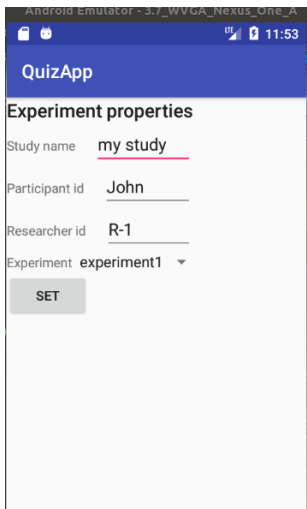 Android Emulator - 3.7_WVGA_Nexus_One_A
LTE 11:53
QuizApp
Experiment properties
Study name my study
Participant id John
Researcher id R-1
Experiment experiment1
SET